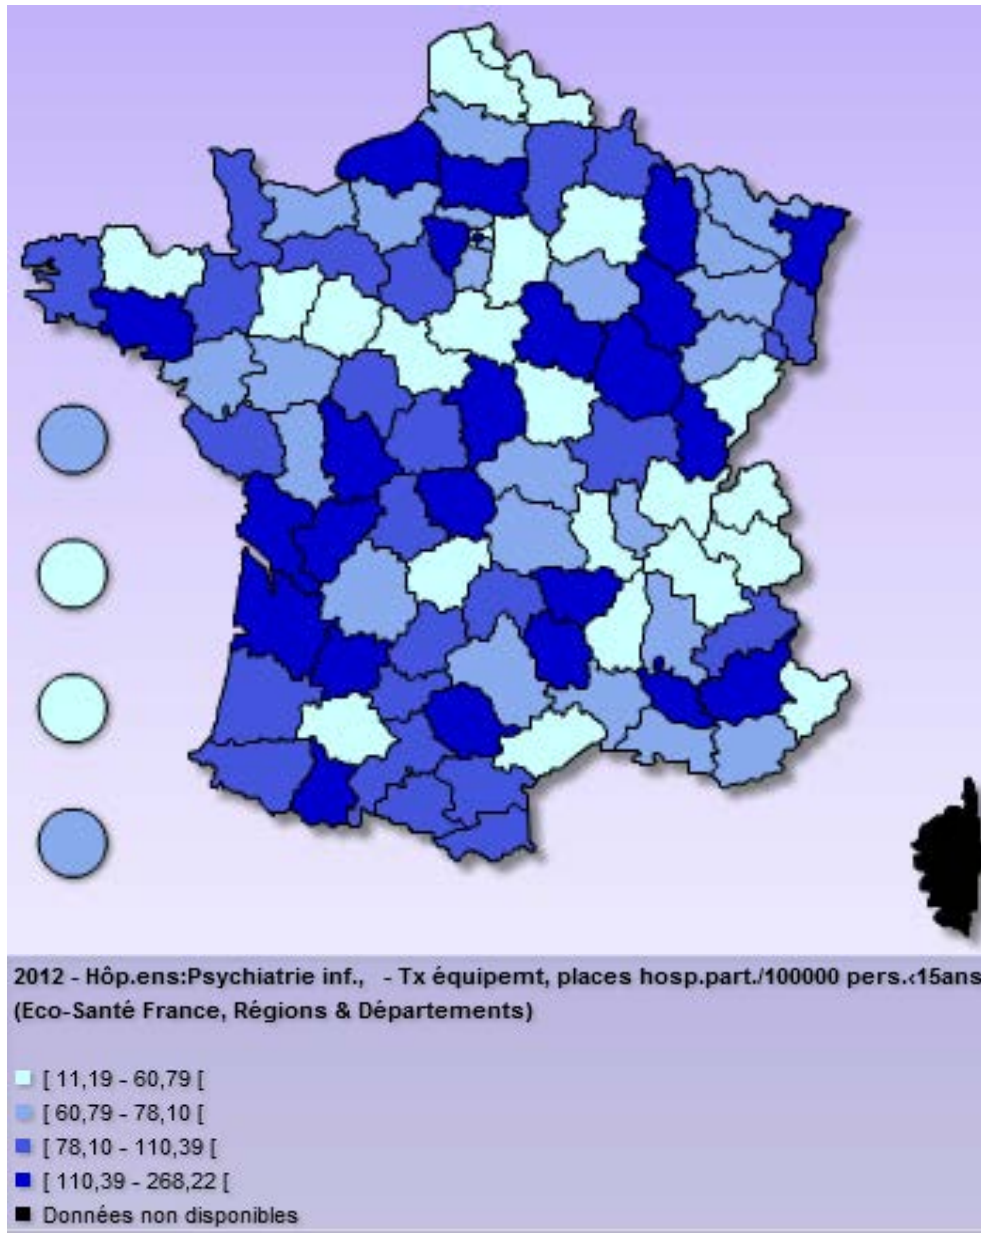 2012 - Hôp.ens:Psychiatrie inf.,   - Tx équipemt, places hosp.part./100000 pers.<15ans
(Eco-Santé France, Régions & Départements)
[ 11,19 - 60,79 [
[ 60,79 - 78,10 [
[ 78,10 - 110,39 [
[ 110,39 - 268,22 [
Données non disponibles